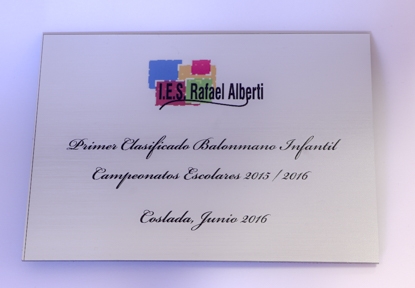 I.E.S. Rafael Alberti
Primer Clasificado Balonmano Infantil
Campeonatos Escolares 2015 / 2016
Coslada, Junio 2016